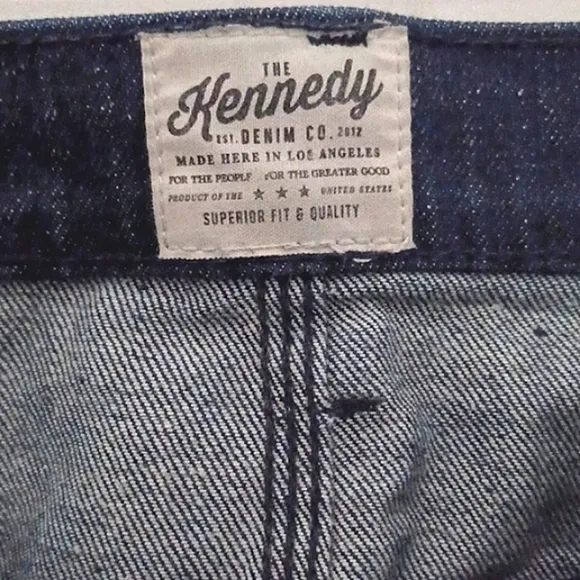 THE
Kennedy
EST. DENIM CO. 2012
MADE HERE IN LOS ANGELES
FOR THE PEOPLE FOR THE GREATER GOOD
PRODUCT OF THE ★ ★ ★ UNITED STATES
SUPERIOR FIT & QUALITY